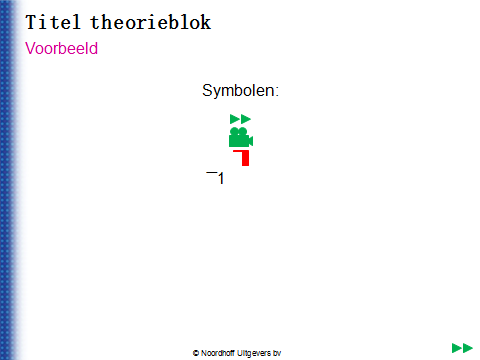 Titel theorieblok
Voorbeeld
Symbolen:
¯1
© Noordhoff Uitgevers bv